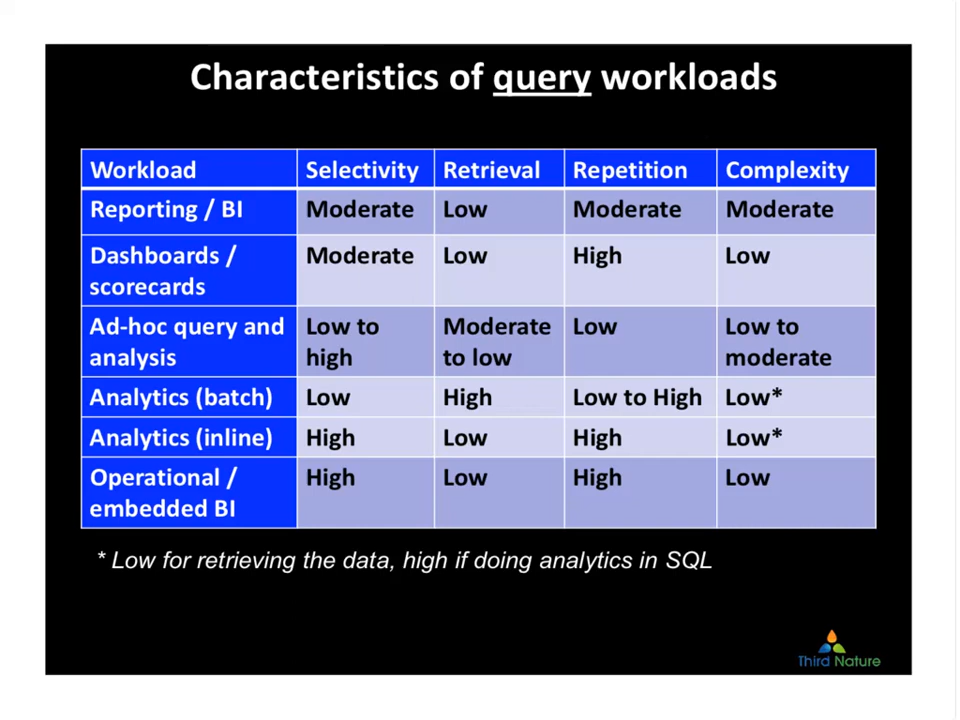 Characteristics of query workloads
Workload Selectivity Retrieval Repetition Complexity
Reporting / BI Moderate Low Moderate Moderate
Dashboards / Moderate Low High Low
scorecards
Ad-hoc query and Low to Moderate Low Low to
analysis high to low moderate
Analytics (batch) Low High Low to High Low*
Analytics (inline) High Low High Low*
Operational / High Low High Low
embedded BI
* Low for retrieving the data, high if doing analytics in SQL
Third Nature